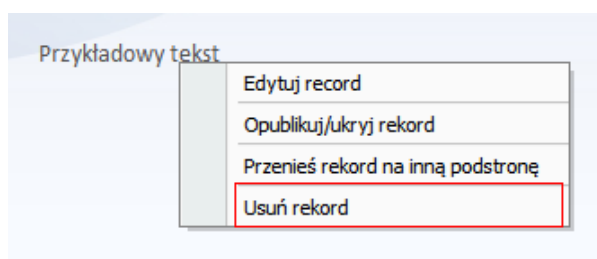 Przykładowy tekst
Edytuj record
Opublikuj/ukryj rekord
Przenieś rekord na inną podstronę
Usuń rekord